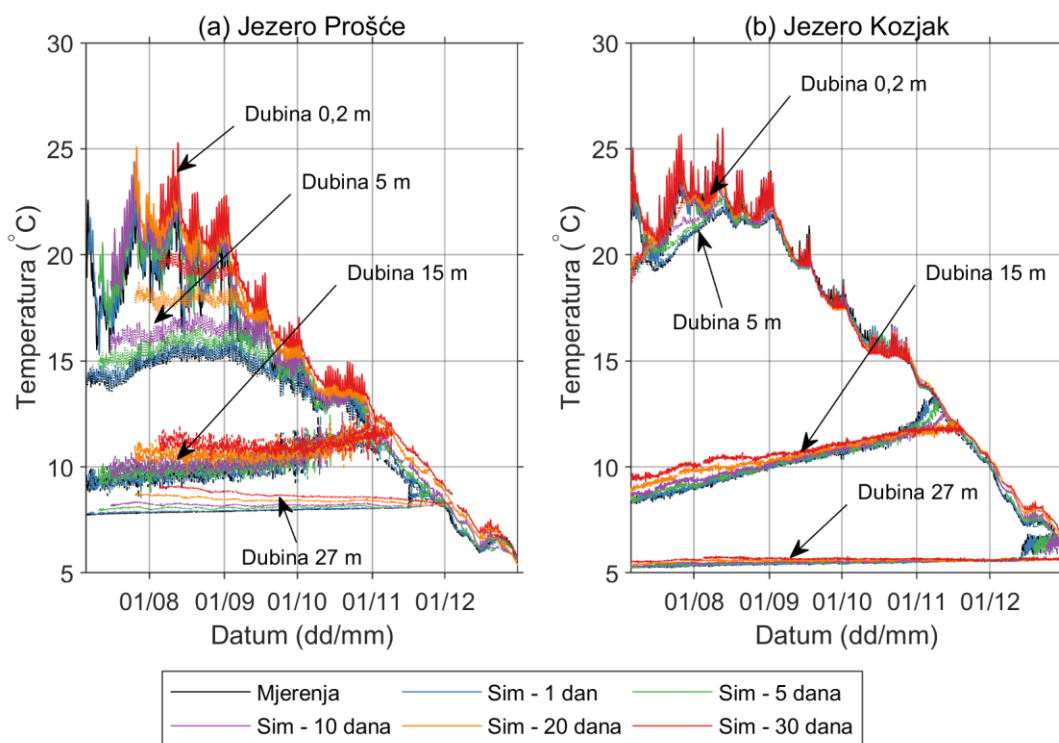 (a) Jezero Prošće
(b) Jezero Kozjak
30
25
20
15
10
5
Temperatura (°C)
Dubina 0,2 m
Dubina 5 m
Dubina 15 m
Dubina 27 m
01/08
01/09
01/10
01/11
01/12
Datum (dd/mm)
30
25
20
15
10
5
Temperatura (°C)
Dubina 0,2 m
Dubina 15 m
Dubina 5 m
Dubina 27 m
01/08
01/09
01/10
01/11
01/12
Datum (dd/mm)
Mjerenja
Sim - 1 dan
Sim - 5 dana
Sim - 10 dana
Sim - 20 dana
Sim - 30 dana